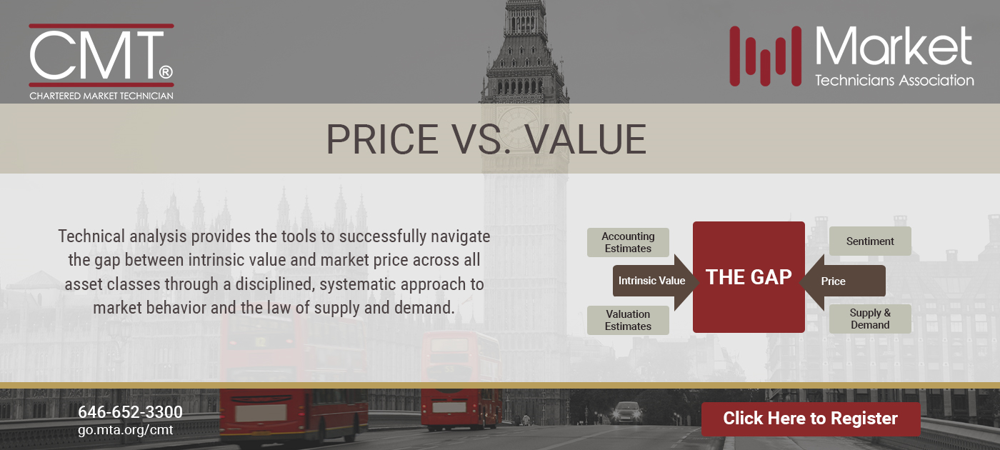 CMT®
CHARTERED MARKET TECHNICIAN
Market
Technicians Association
PRICE VS. VALUE
Technical analysis provides the tools to successfully navigate
the gap between intrinsic value and market price across all
asset classes through a disciplined, systematic approach to
market behavior and the law of supply and demand.
Accounting
Estimates
Intrinsic Value
Valuation
Estimates
THE GAP
Sentiment
Price
Supply &
Demand
646-652-3300
go.mta.org/cmt
Click Here to Register